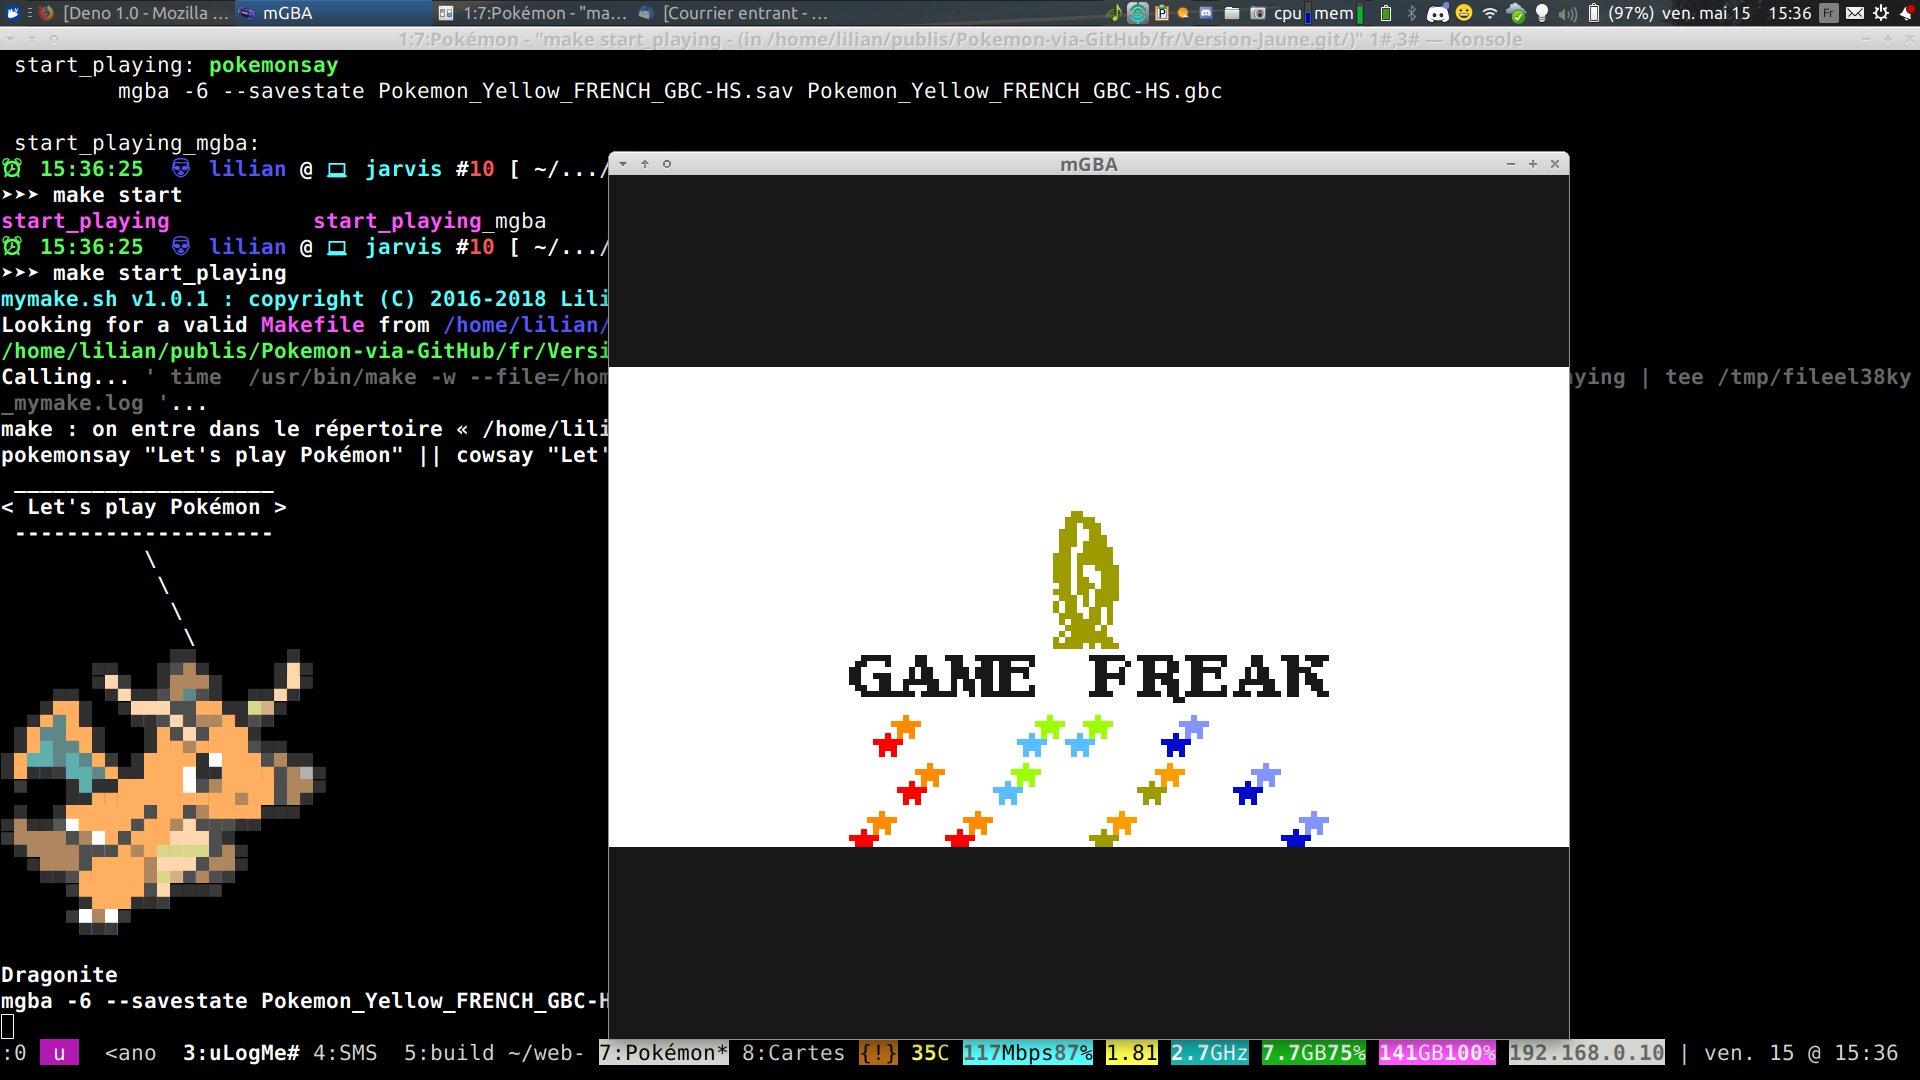 [Deno 1.0 - Mozilla ...
mGBA
1:7:Pokémon - "ma...
[Courrier entrant - ...
cpu
mem
(97%)
ven. mai 15
15:36
Fr
1:7:Pokémon - "make start_playing - (in /home/lilian/publis/Pokemon-via-GitHub/fr/Version-Jaune.git/)" 1#,3# — Konsole
start_playing: pokemonsay
mgba -6 --savestate Pokemon_Yellow_FRENCH_GBC-HS.sav Pokemon_Yellow_FRENCH_GBC-HS.gbc
start_playing_mgba:
15:36:25 lilian @ jarvis #10 [ ~/.../
➤➤➤ make start
start_playing start_playing_mgba
15:36:25 lilian @ jarvis #10 [ ~/.../
➤➤➤ make start_playing
mymake.sh v1.0.1 : copyright (C) 2016-2018 Lili
Looking for a valid Makefile from /home/lilian/
/home/lilian/publis/Pokemon-via-GitHub/fr/Versi
Calling... ' time /usr/bin/make -w --file=/hom
ying | tee /tmp/fileel38ky
_mymake.log '...
make : on entre dans le répertoire « /home/lili
pokemonsay "Let's play Pokémon" || cowsay "Let'
____________________
< Let's play Pokémon >
--------------------
\
\
\
\
Dragonite
mgba -6 --savestate Pokemon_Yellow_FRENCH_GBC-H
mGBA
GAME FREAK
:0 u <ano 3:uLogMe# 4:SMS 5:build ~/web- 7:Pokémon* 8:Cartes {!} 35C 117Mbps87% 1.81 2.7GHz 7.7GB75% 141GB100% 192.168.0.10 | ven. 15 @ 15:36